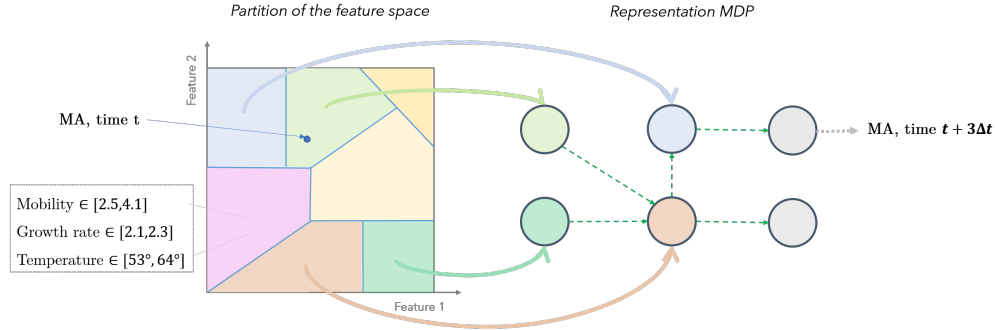 Partition of the feature space
Representation MDP
Feature 2
MA, time t
MA, time t + 3Δt
Mobility ∈ [2.5,4.1]
Growth rate ∈ [2.1,2.3]
Temperature ∈ [53°, 64°]
Feature 1